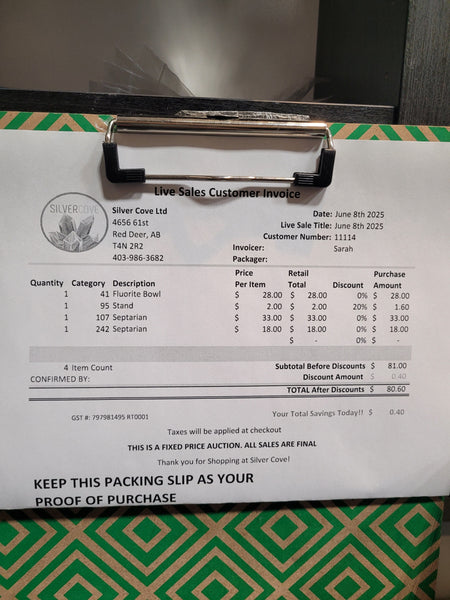 Live Sales Customer Invoice
SILVERCOVE
Silver Cove Ltd
4656 61st
Red Deer, AB
T4N 2R2
403-986-3682
Date: June 8th 2025
Live Sale Title: June 8th 2025
Customer Number: 11114
Invoicer: Sarah
Packager:
Quantity Category Description Price Per Item Retail Total Discount Purchase Amount
1 41 Fluorite Bowl $ 28.00 $ 28.00 0% $ 28.00
1 95 Stand $ 2.00 $ 2.00 20% $ 1.60
1 107 Septarian $ 33.00 $ 33.00 0% $ 33.00
1 242 Septarian $ 18.00 $ 18.00 0% $ 18.00
$ - 0% $ -
4 Item Count Subtotal Before Discounts $ 81.00
Discount Amount $ 0.40
CONFIRMED BY:
TOTAL After Discounts $ 80.60
GST #: 797981495 RT0001 Your Total Savings Today!! $ 0.40
Taxes will be applied at checkout
THIS IS A FIXED PRICE AUCTION. ALL SALES ARE FINAL
Thank you for Shopping at Silver Cove!
KEEP THIS PACKING SLIP AS YOUR
PROOF OF PURCHASE